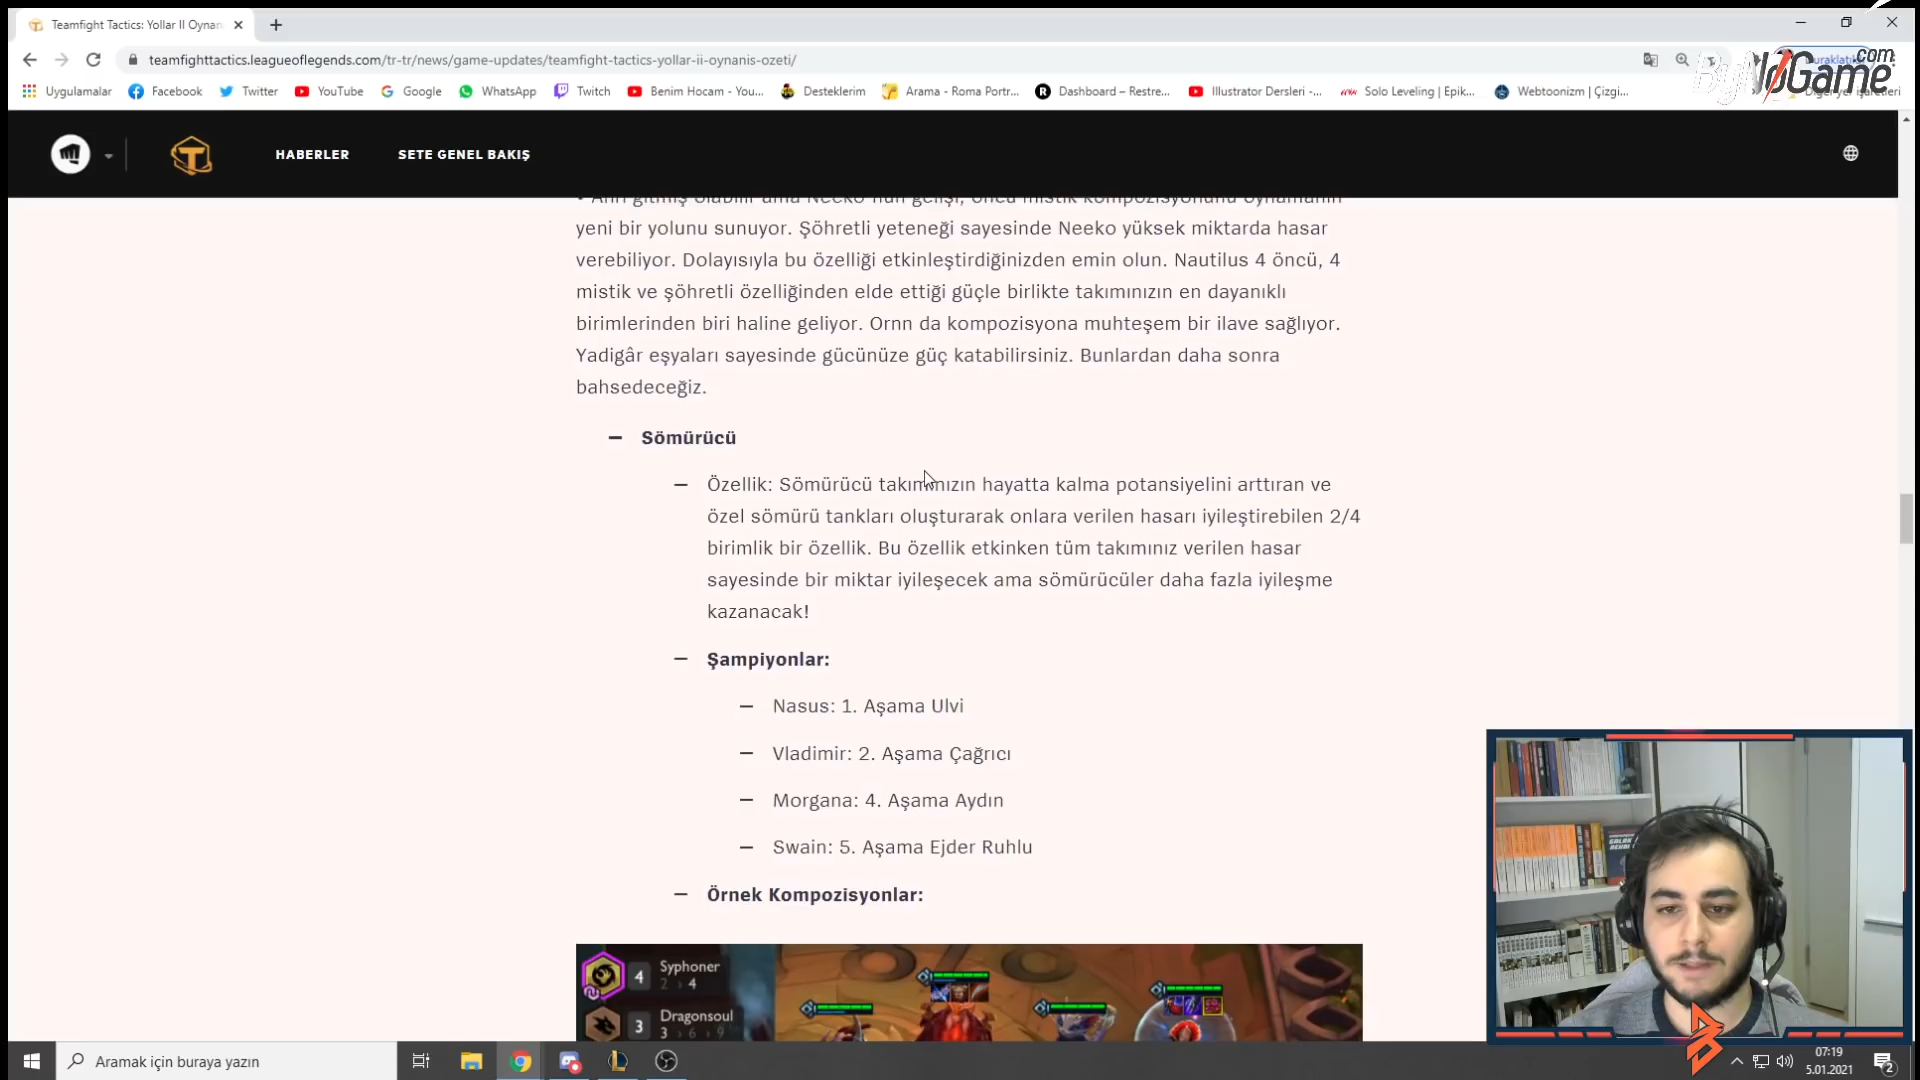 Teamfight Tactics: Yollar II Oynan
teamfighttactics.leagueoflegends.com/tr-tr/news/game-updates/teamfight-tactics-yollar-ii-oynanis-ozeti/
Uygulamalar Facebook Twitter YouTube Google WhatsApp Twitch Benim Hocam - You... Desteklerim Arama - Roma Portr... Dashboard – Restre... Illustrator Dersleri -... Solo Leveling | Epik... Webtoonizm | Çizgi...
ByNoGame.com
HABERLER SETE GENEL BAKIŞ
yeni bir yolunu sunuyor. Şöhretli yeteneği sayesinde Neeko yüksek miktarda hasar
verebiliyor. Dolayısıyla bu özelliği etkinleştirdiğinizden emin olun. Nautilus 4 öncü, 4
mistik ve şöhretli özelliğinden elde ettiği güçle birlikte takımınızın en dayanıklı
birimlerinden biri haline geliyor. Ornn da kompozisyona muhteşem bir ilave sağlıyor.
Yadigâr eşyaları sayesinde gücünüze güç katabilirsiniz. Bunlardan daha sonra
bahsedeceğiz.
— Sömürücü
— Özellik: Sömürücü takımınızın hayatta kalma potansiyelini arttıran ve
özel sömürü tankları oluşturarak onlara verilen hasarı iyileştirebilen 2/4
birimlik bir özellik. Bu özellik etkinken tüm takımınız verilen hasar
sayesinde bir miktar iyileşecek ama sömürücüler daha fazla iyileşme
kazanacak!
— Şampiyonlar:
— Nasus: 1. Aşama Ulvi
— Vladimir: 2. Aşama Çağrıcı
— Morgana: 4. Aşama Aydın
— Swain: 5. Aşama Ejder Ruhlu
— Örnek Kompozisyonlar:
4 Syphoner
2 > 4
3 Dragonsoul
3 > 6 > 9
Aramak için buraya yazın
07:19
5.01.2021
2